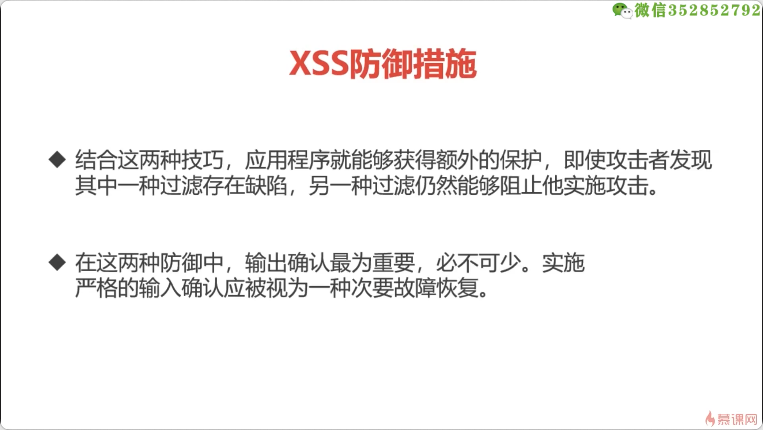 微信352852792
XSS防御措施
◆ 结合这两种技巧，应用程序就能够获得额外的保护，即使攻击者发现
其中一种过滤存在缺陷，另一种过滤仍然能够阻止他实施攻击。
◆ 在这两种防御中，输出确认最为重要，必不可少。实施
严格的输入确认应被视为一种次要故障恢复。
慕课网